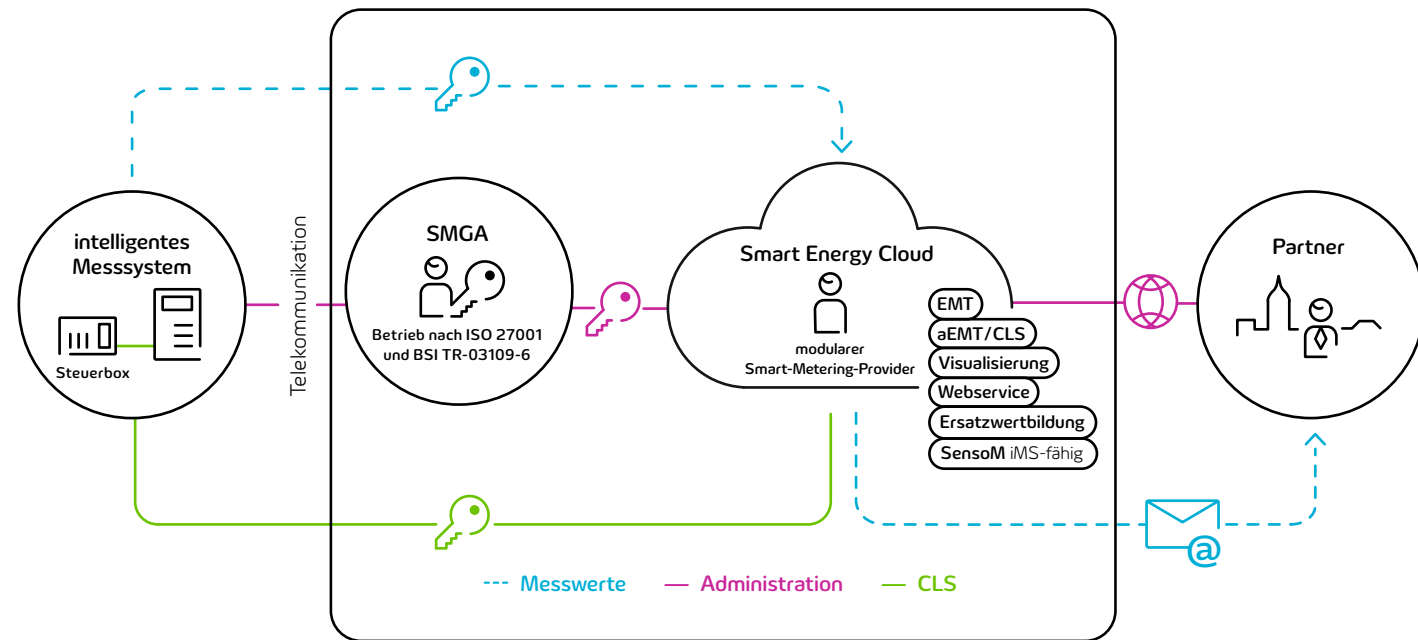 intelligentes
Messsystem
Steuerbox
Telekommunikation
SMGA
Betrieb nach ISO 27001
und BSI TR-03109-6
Smart Energy Cloud
modularer
Smart-Metering-Provider
EMT
aEMT/CLS
Visualisierung
Webservice
Ersatzwertbildung
SensoM iMS-fähig
Partner
@
Messwerte
Administration
CLS